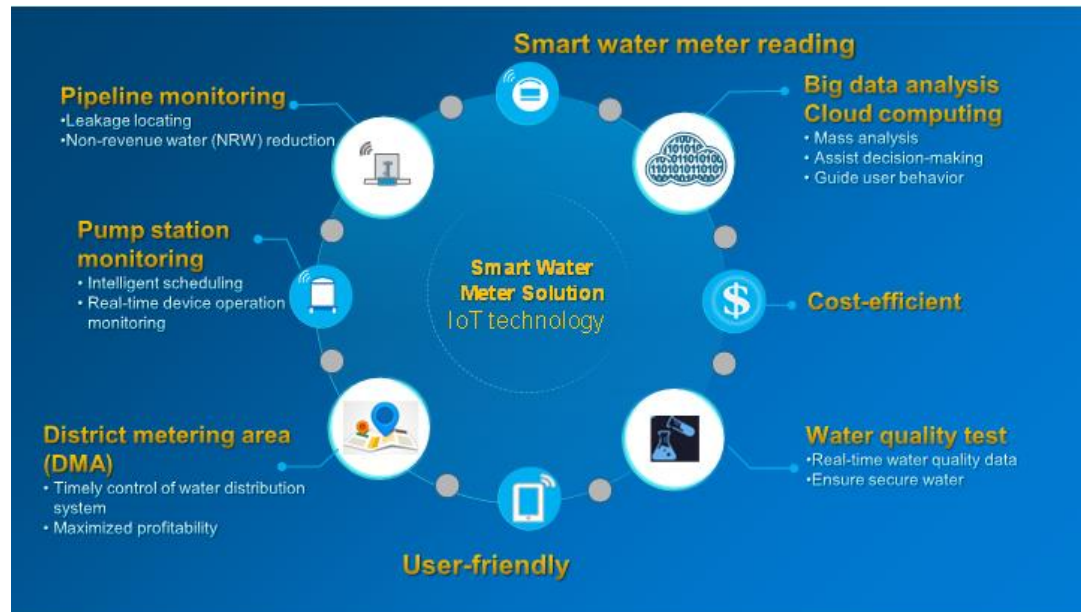 Smart water meter reading
Pipeline monitoring
•Leakage locating
•Non-revenue water (NRW) reduction
Big data analysis
Cloud computing
• Mass analysis
• Assist decision-making
• Guide user behavior
Pump station
monitoring
• Intelligent scheduling
• Real-time device operation
monitoring
Smart Water
Meter Solution
IoT technology
Cost-efficient
District metering area
(DMA)
• Timely control of water distribution
system
• Maximized profitability
Water quality test
•Real-time water quality data
•Ensure secure water
User-friendly